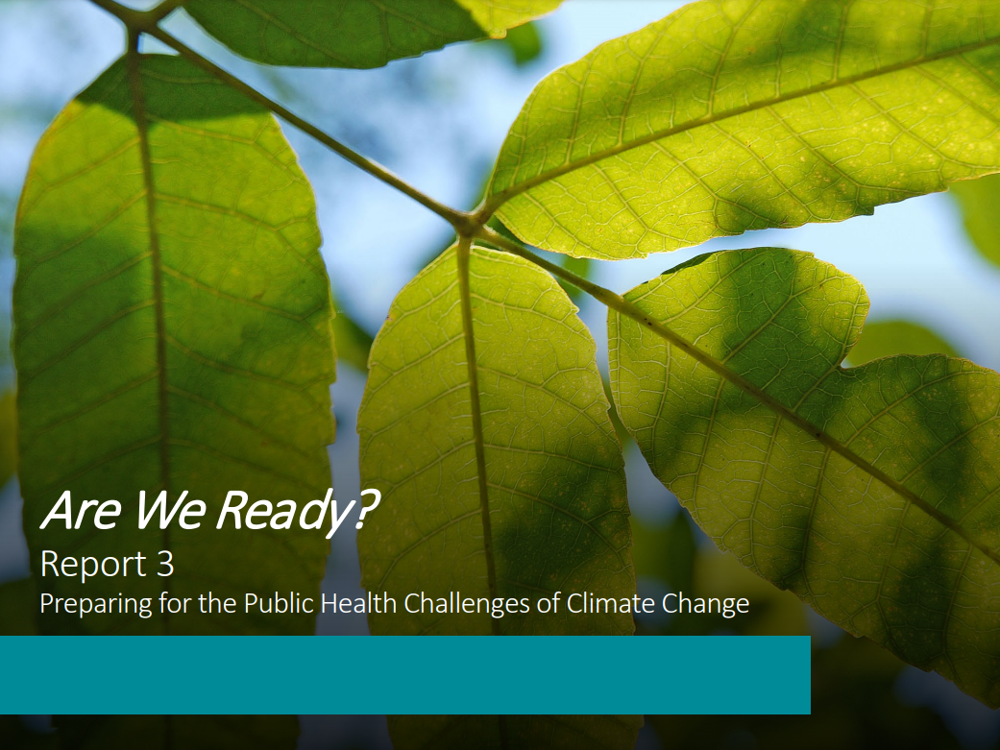 Are We Ready?
Report 3
Preparing for the Public Health Challenges of Climate Change